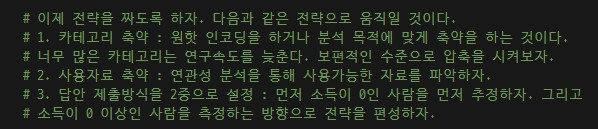 # 이제 전략을 짜도록 하자. 다음과 같은 전략으로 움직일 것이다.
# 1. 카테고리 축약 : 원핫 인코딩을 하거나 분석 목적에 맞게 축약을 하는 것이다.
# 너무 많은 카테고리는 연구속도를 늦춘다. 보편적인 수준으로 압축을 시켜보자.
# 2. 사용자료 축약 : 연관성 분석을 통해 사용가능한 자료를 파악하자.
# 3. 답안 제출방식을 2중으로 설정 : 먼저 소득이 0인 사람을 먼저 추정하자. 그리고
# 소득이 0 이상인 사람을 측정하는 방향으로 전략을 편성하자.